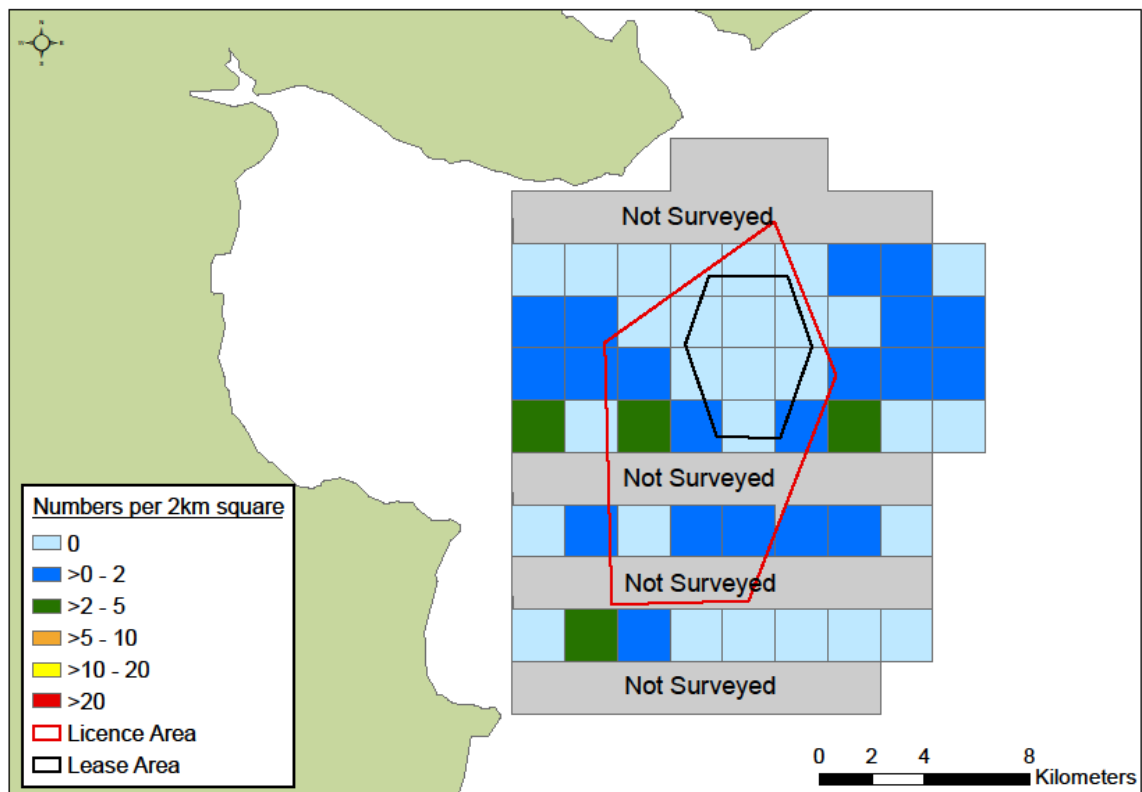 N
E
S
Not Surveyed
Not Surveyed
Not Surveyed
Not Surveyed
Numbers per 2km square
0
>0 - 2
>2 - 5
>5 - 10
>10 - 20
>20
Licence Area
Lease Area
0 2 4 8
Kilometers